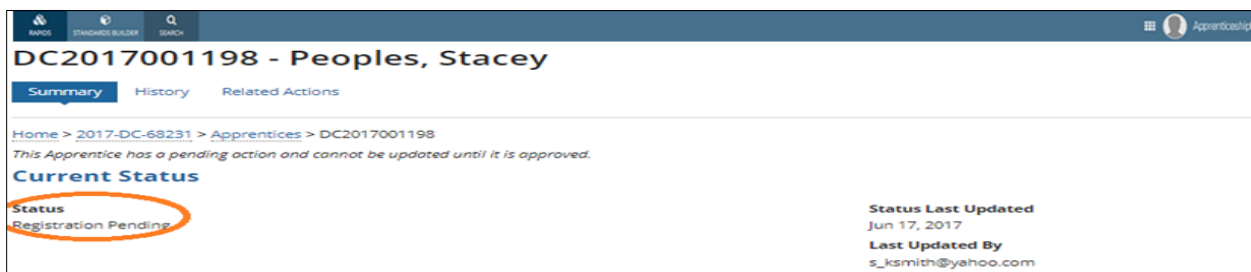 RAPIDS STANDARDS BUILDER SEARCH Apprenticeship
DC2017001198 - Peoples, Stacey
Summary History Related Actions
Home > 2017-DC-68231 > Apprentices > DC2017001198
This Apprentice has a pending action and cannot be updated until it is approved.
Current Status
Status
Registration Pending
Status Last Updated
Jun 17, 2017
Last Updated By
s_ksmith@yahoo.com